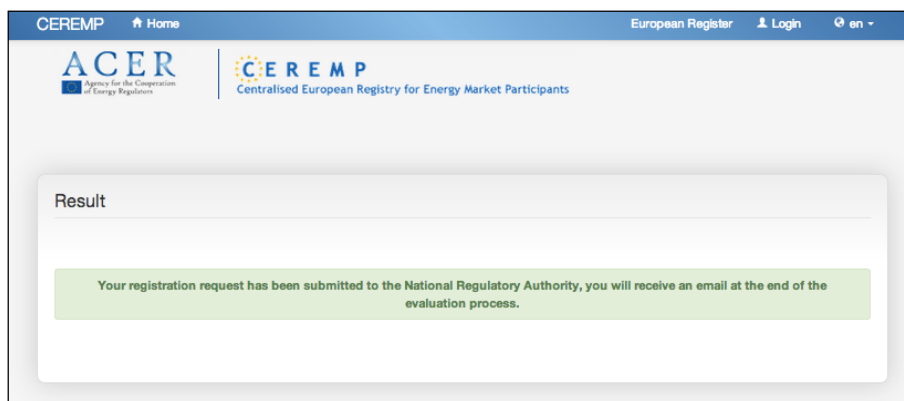 CEREMP Home European Register Login en
ACER
Agency for the Cooperation
of Energy Regulators
CEREMP
Centralised European Registry for Energy Market Participants
Result
Your registration request has been submitted to the National Regulatory Authority, you will receive an email at the end of the
evaluation process.